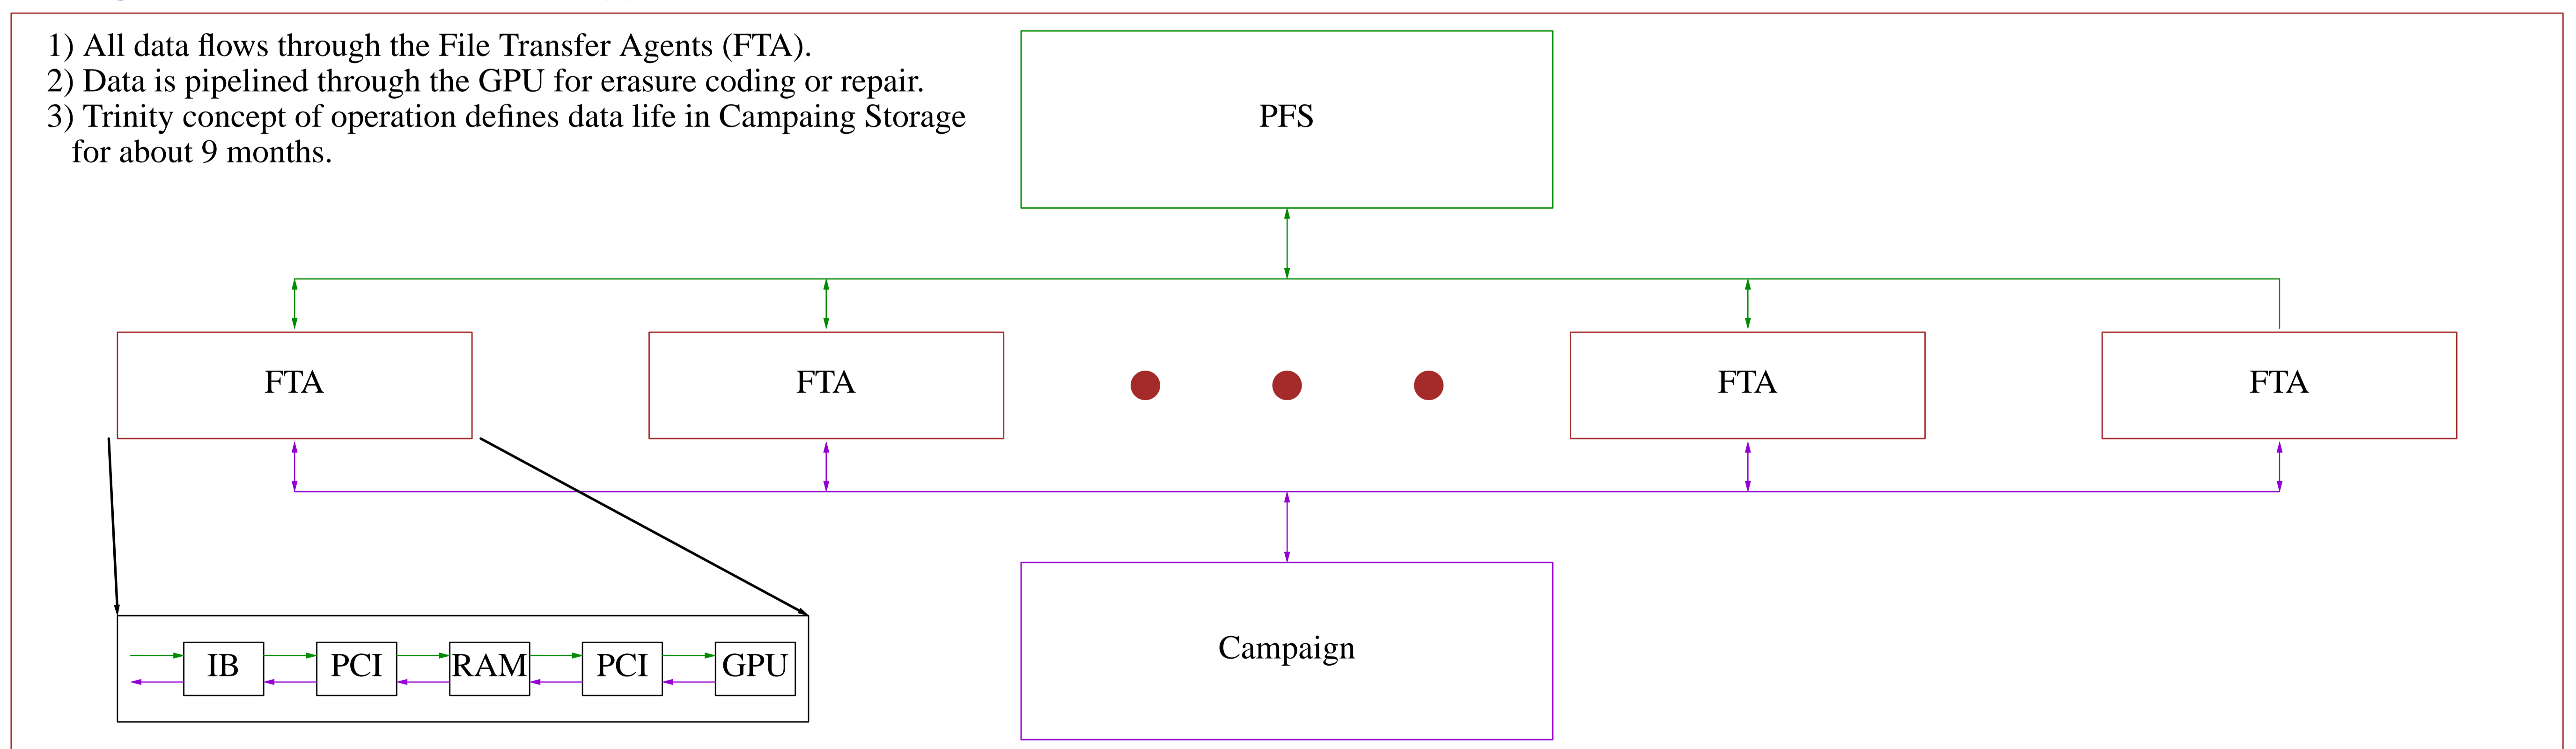 1) All data flows through the File Transfer Agents (FTA).
2) Data is pipelined through the GPU for erasure coding or repair.
3) Trinity concept of operation defines data life in Campaing Storage
for about 9 months.
PFS
FTA
FTA
FTA
FTA
IB
PCI
RAM
PCI
GPU
Campaign